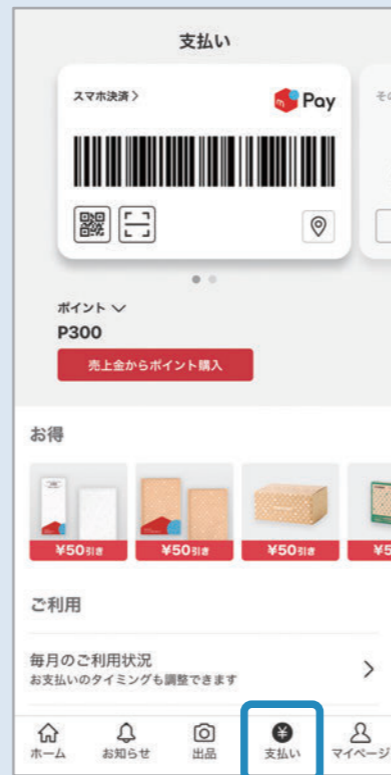 支払い
スマホ決済 >
Pay
そ
ポイント
P300
売上金からポイント購入
お得
¥50引き
¥50引き
¥50引き
¥5
ご利用
毎月のご利用状況
お支払いのタイミングも調整できます
ホーム
お知らせ
出品
支払い
マイページ